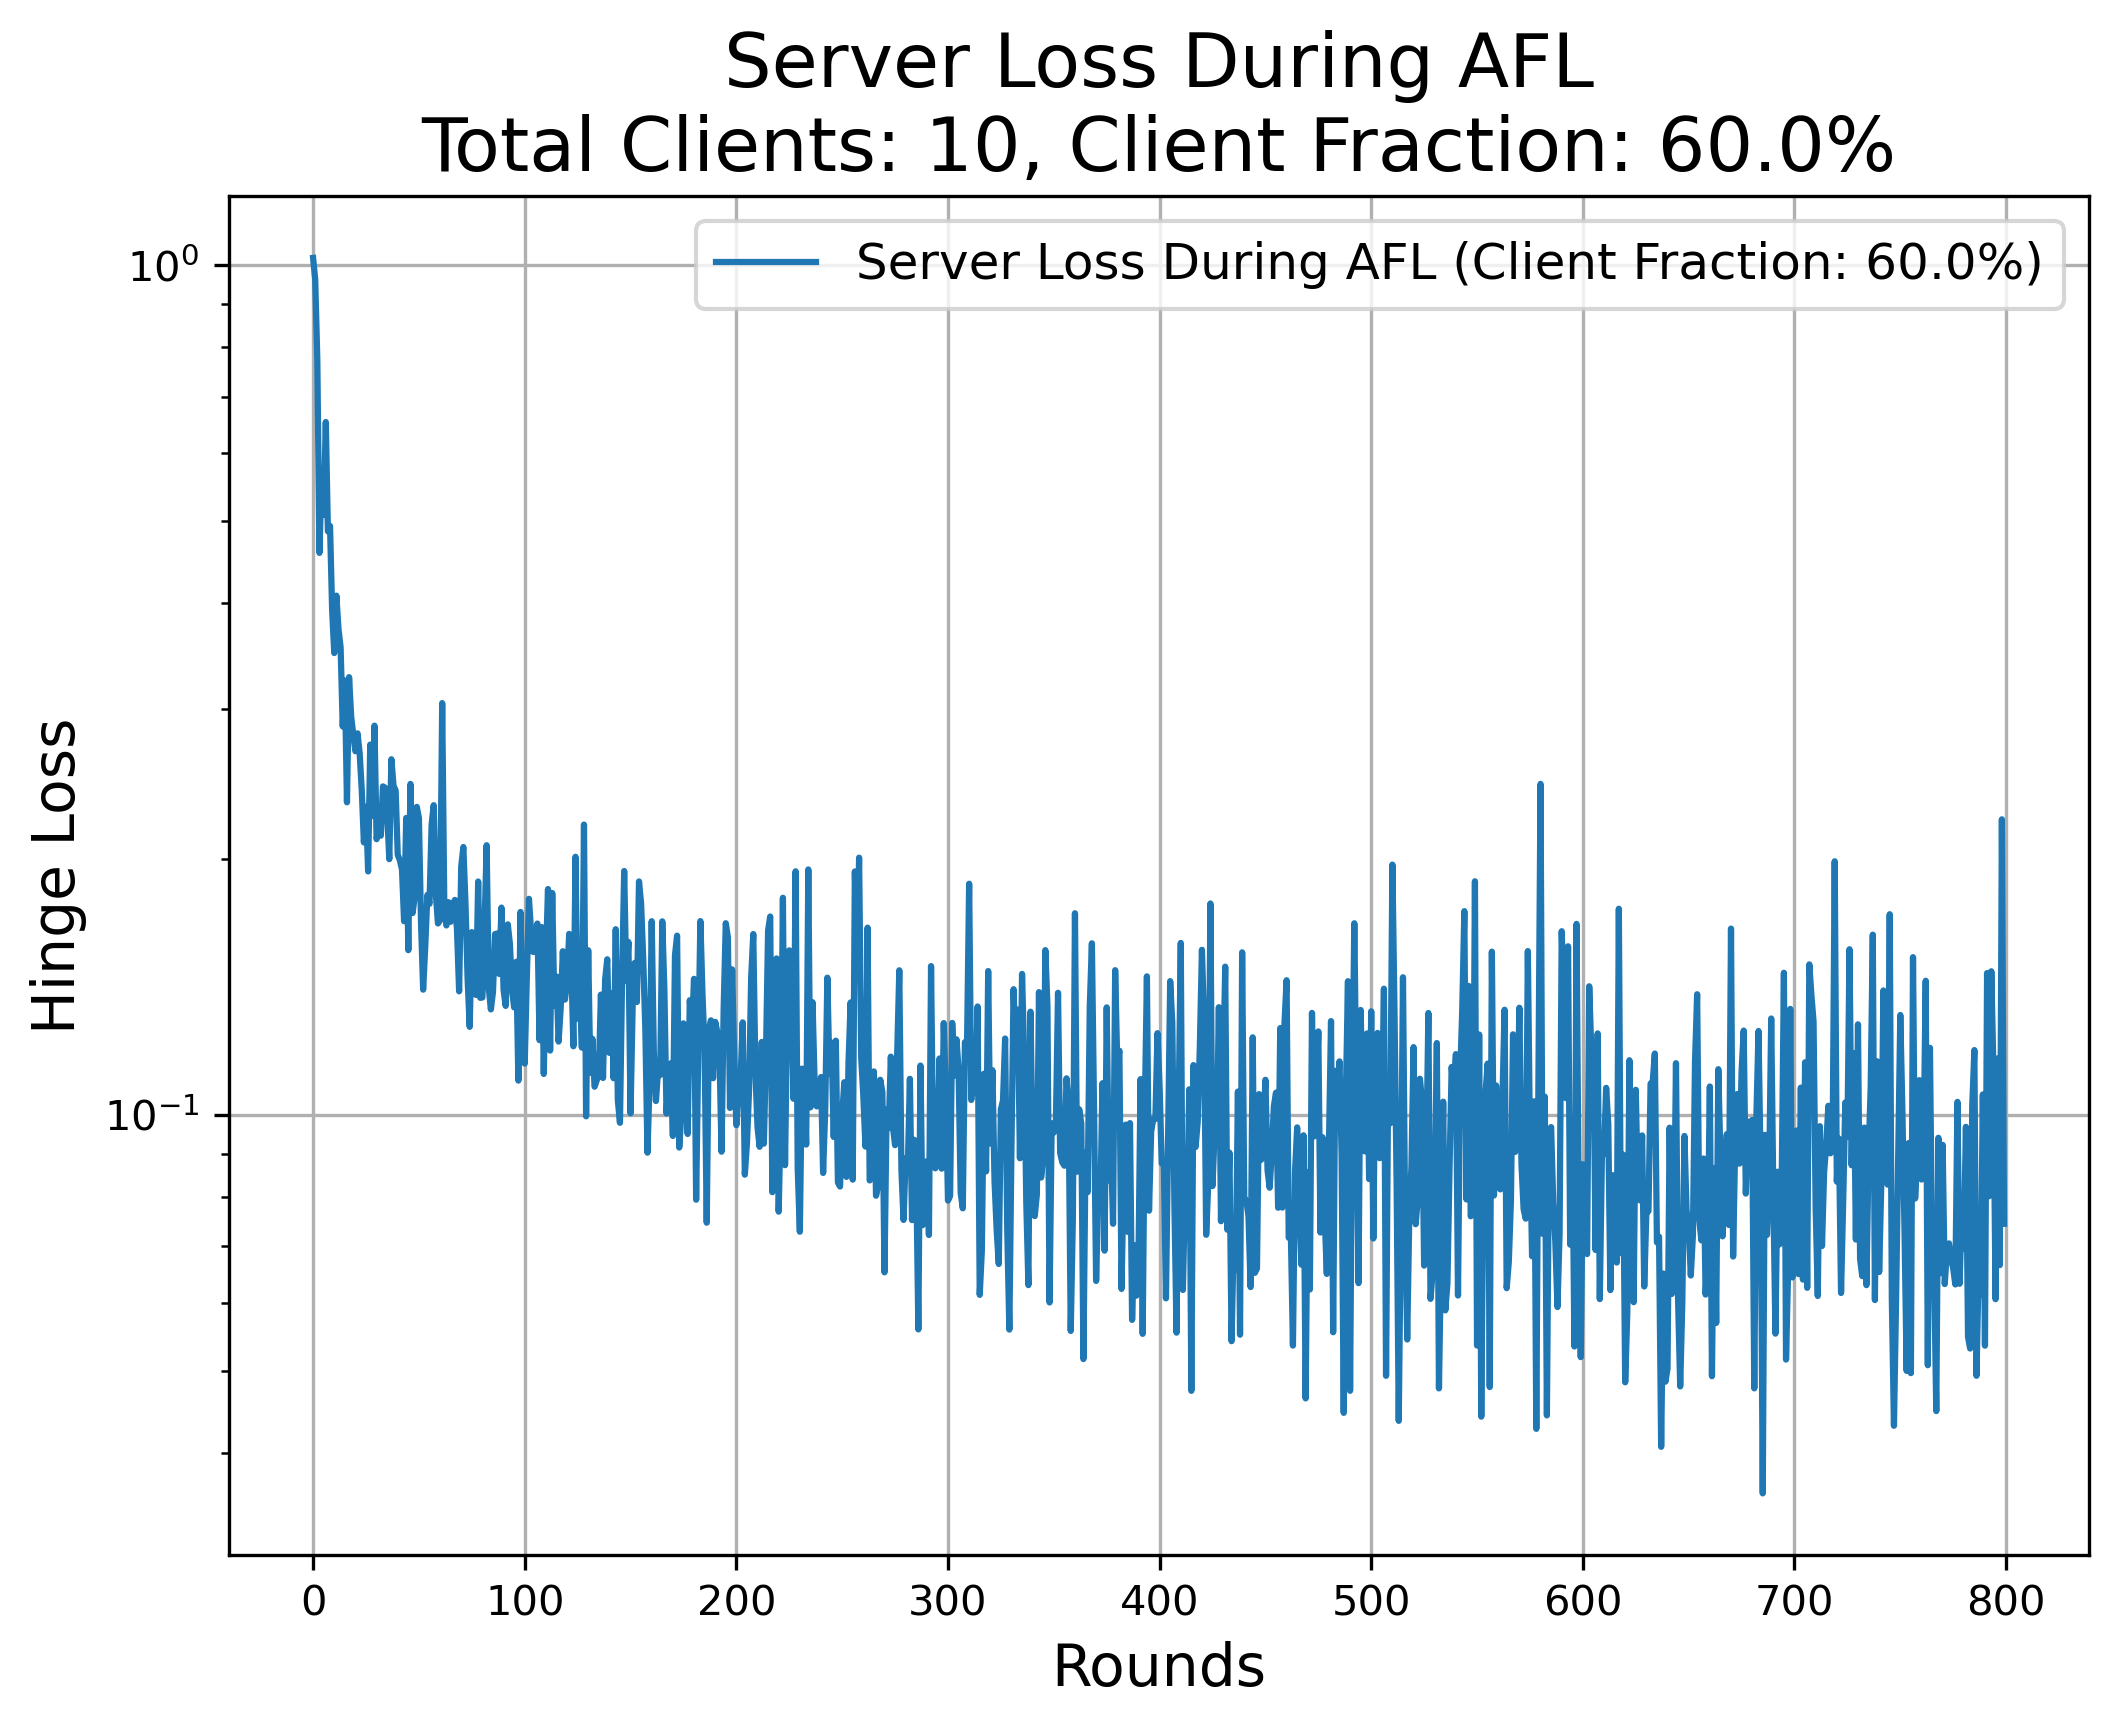 Server Loss During AFL
Total Clients: 10, Client Fraction: 60.0%
Server Loss During AFL (Client Fraction: 60.0%)
10⁰
10⁻¹
Hinge Loss
0 100 200 300 400 500 600 700 800
Rounds